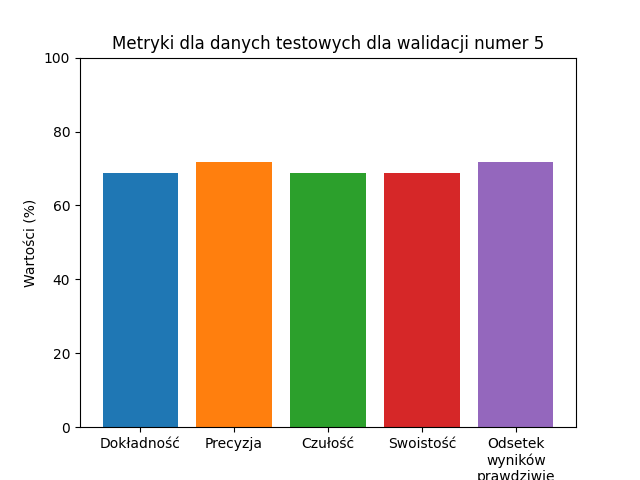 Metryki dla danych testowych dla walidacji numer 5
Wartości (%)
100
80
60
40
20
0
Dokładność
Precyzja
Czułość
Swoistość
Odsetek
wyników
prawdziwie